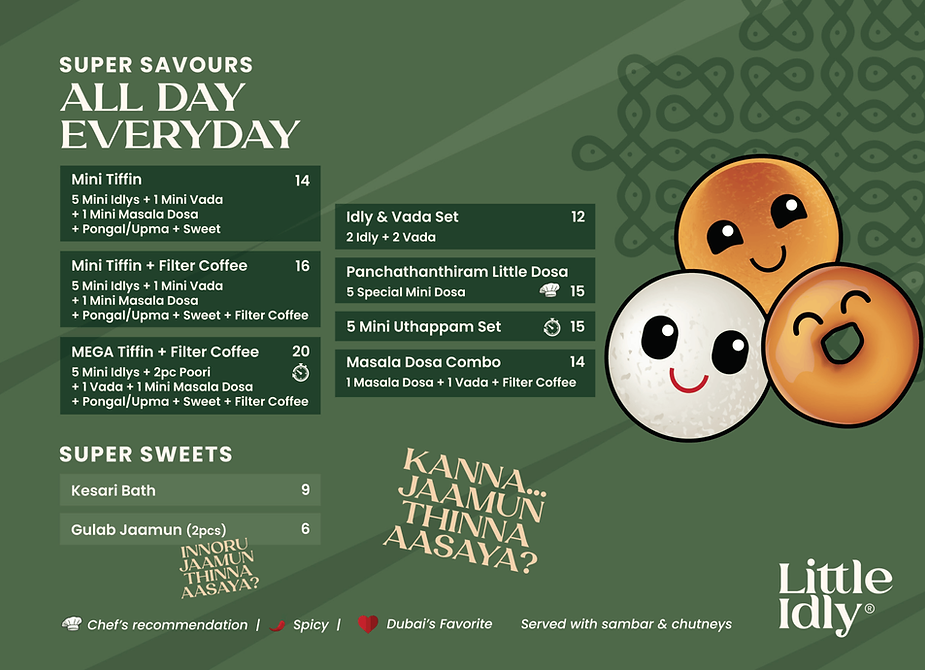 SUPER SAVOURS
ALL DAY
EVERYDAY
Mini Tiffin 14
5 Mini Idlys + 1 Mini Vada
+ 1 Mini Masala Dosa
+ Pongal/Upma + Sweet
Mini Tiffin + Filter Coffee 16
5 Mini Idlys + 1 Mini Vada
+ 1 Mini Masala Dosa
+ Pongal/Upma + Sweet + Filter Coffee
MEGA Tiffin + Filter Coffee 20
5 Mini Idlys + 2pc Poori
+ 1 Vada + 1 Mini Masala Dosa
+ Pongal/Upma + Sweet + Filter Coffee
Idly & Vada Set 12
2 Idly + 2 Vada
Panchathanthiram Little Dosa
5 Special Mini Dosa 15
5 Mini Uthappam Set 15
Masala Dosa Combo 14
1 Masala Dosa + 1 Vada + Filter Coffee
SUPER SWEETS
Kesari Bath 9
Gulab Jaamun (2pcs) 6
INNORU
JAAMUN
THINNA
AASAYA?
KANNA...
JAAMUN
THINNA
AASAYA?
Chef's recommendation | Spicy | Dubai's Favorite Served with sambar & chutneys
Little
Idly®